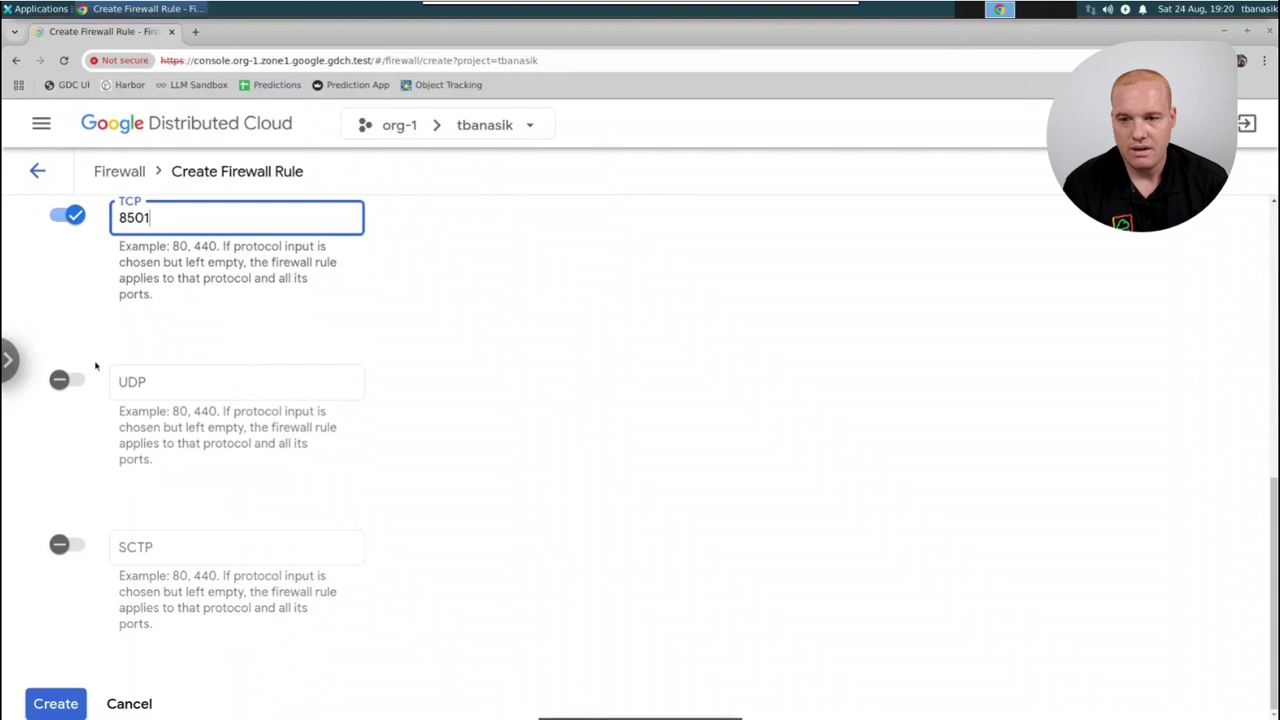 Applications
Create Firewall Rule - Fi...
Sat 24 Aug, 19:20
tbanasik
Create Firewall Rule - Fire
Not secure
https://console.org-1.zone1.google.gdch.test/#/firewall/create?project=tbanasik
GDC UI
Harbor
LLM Sandbox
Predictions
Prediction App
Object Tracking
Google Distributed Cloud
org-1
tbanasik
Firewall > Create Firewall Rule
TCP
8501
Example: 80, 440. If protocol input is
chosen but left empty, the firewall rule
applies to that protocol and all its
ports.
UDP
Example: 80, 440. If protocol input is
chosen but left empty, the firewall rule
applies to that protocol and all its
ports.
SCTP
Example: 80, 440. If protocol input is
chosen but left empty, the firewall rule
applies to that protocol and all its
ports.
Create
Cancel